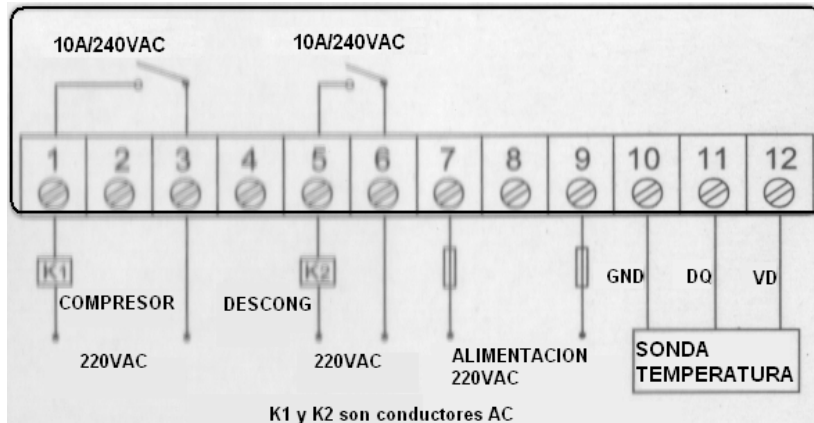 10A/240VAC 10A/240VAC
1 2 3 4 5 6 7 8 9 10 11 12
K1 K2
GND DQ VD
COMPRESOR DESCONG
220VAC 220VAC
ALIMENTACION
220VAC
SONDA
TEMPERATURA
K1 y K2 son conductores AC